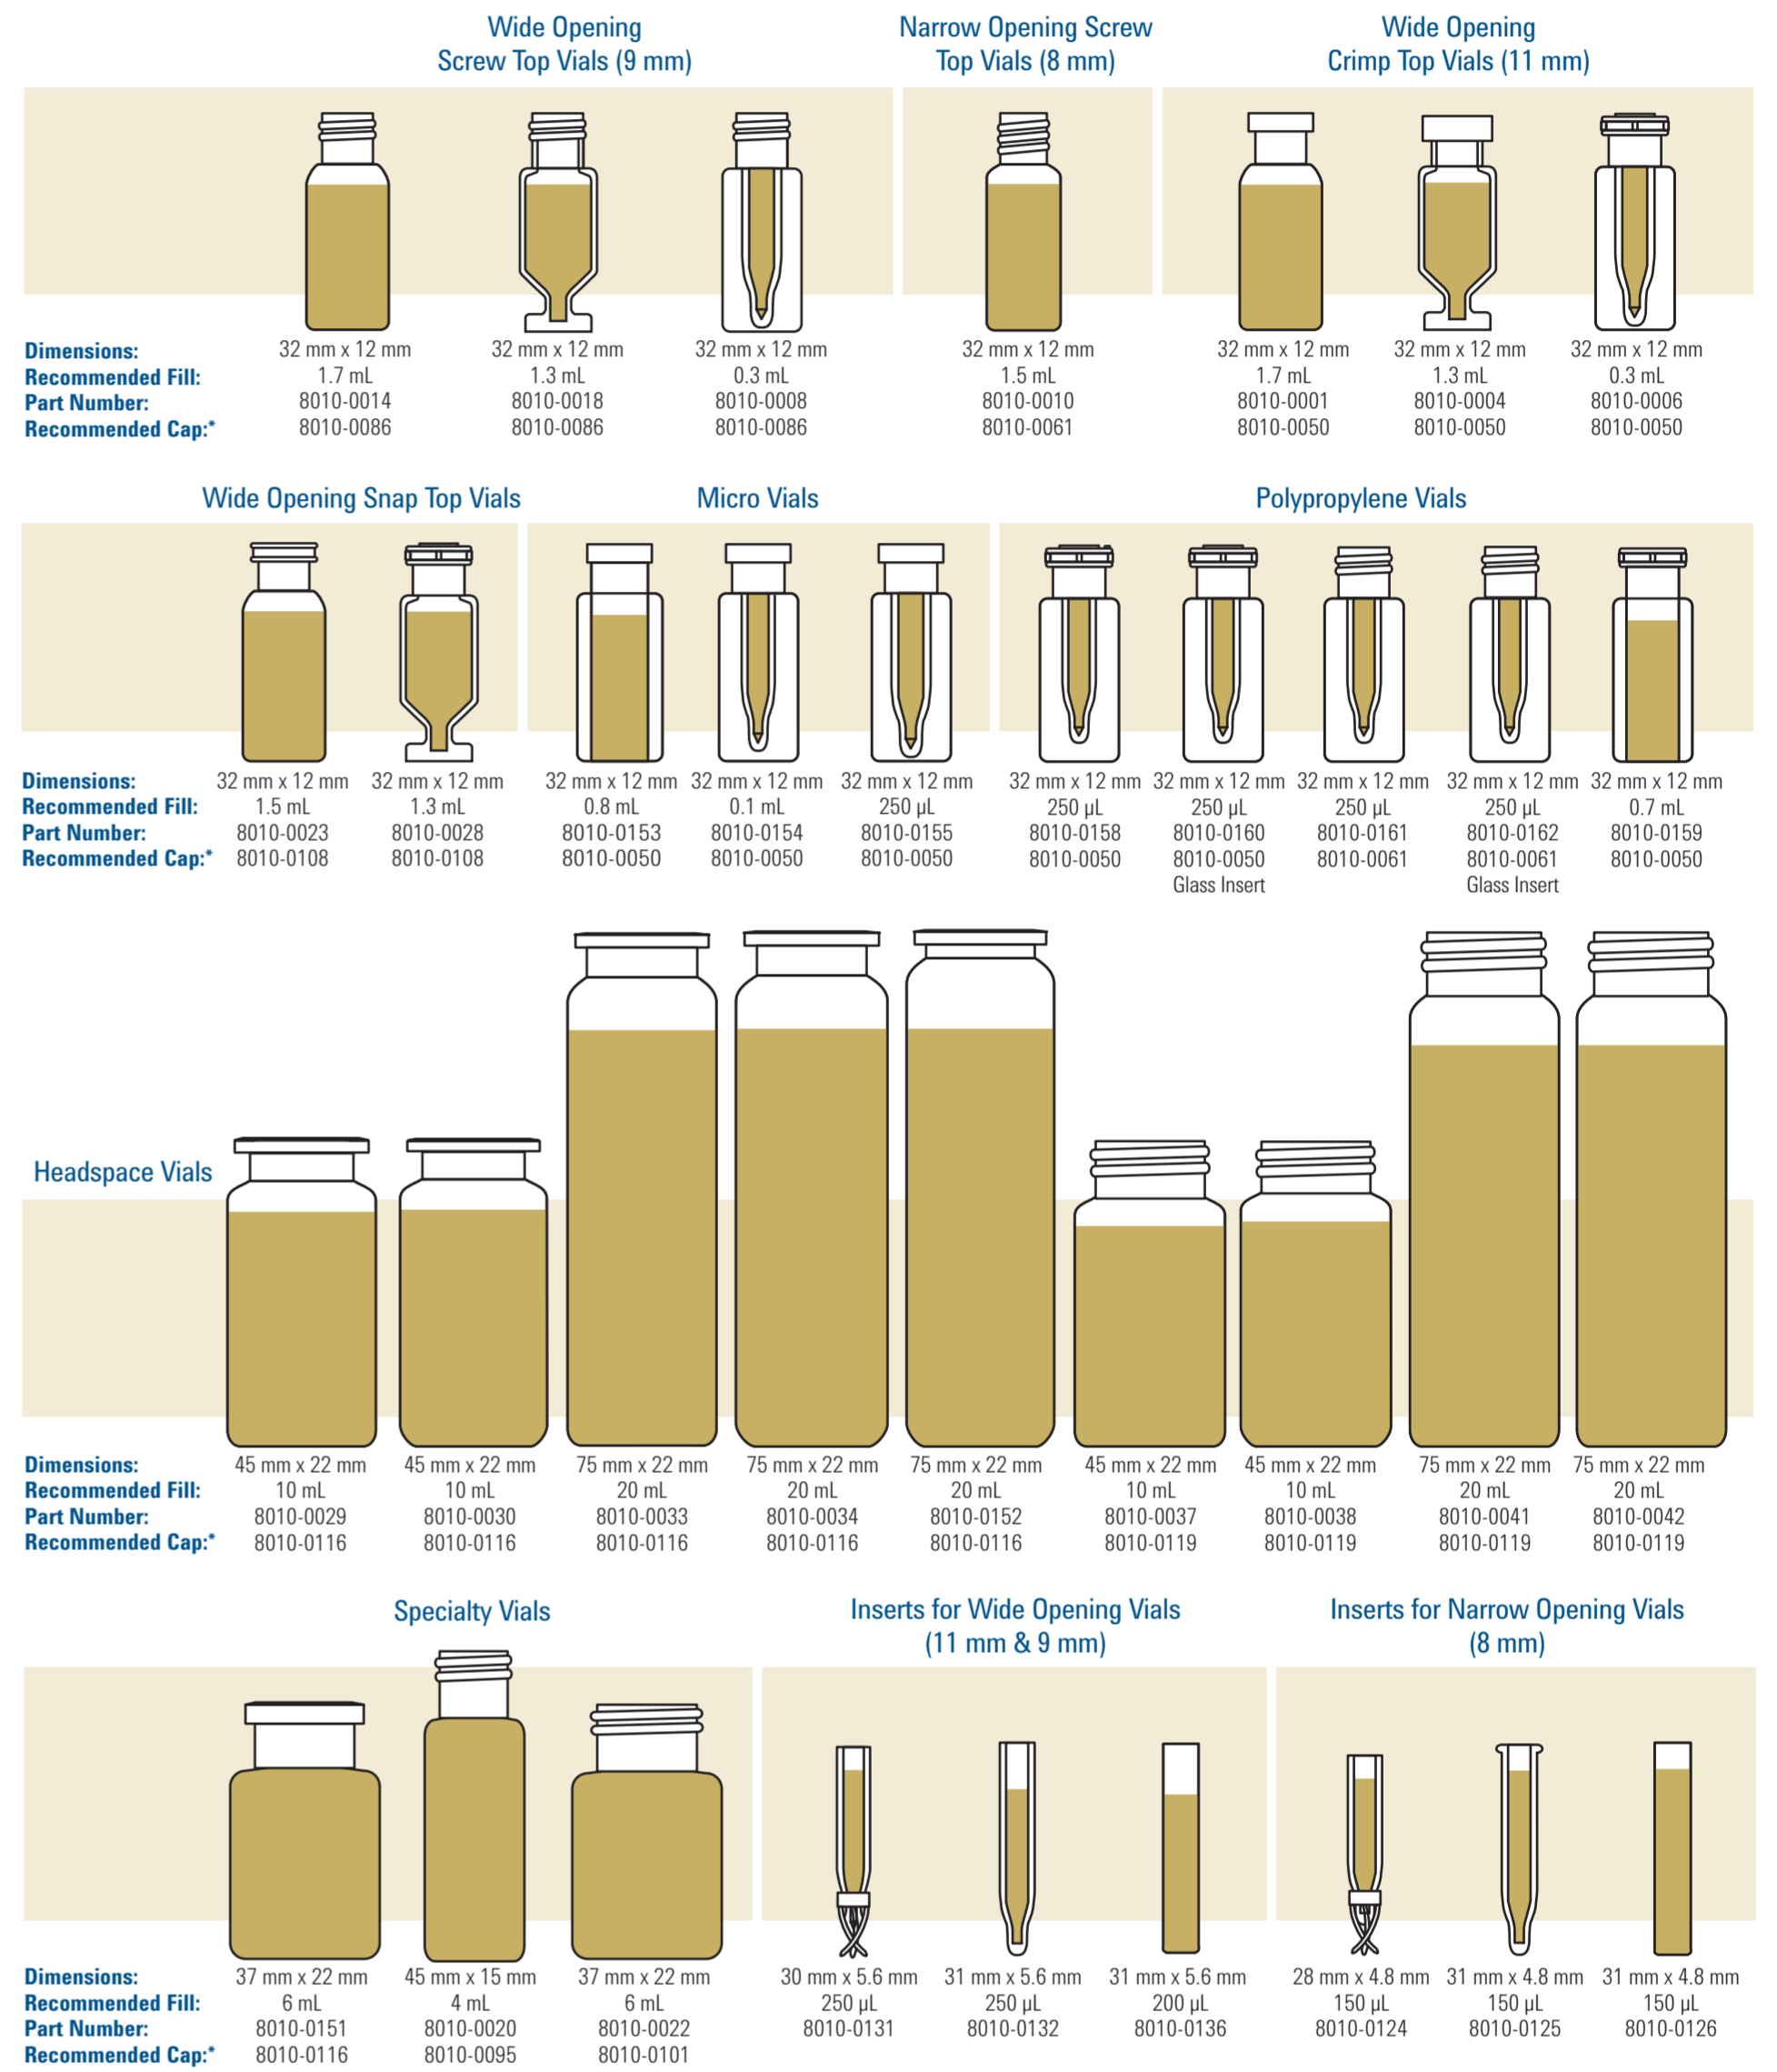 Wide Opening
Screw Top Vials (9 mm)
Narrow Opening Screw
Top Vials (8 mm)
Wide Opening
Crimp Top Vials (11 mm)
Dimensions: 32 mm x 12 mm 32 mm x 12 mm 32 mm x 12 mm 32 mm x 12 mm 32 mm x 12 mm 32 mm x 12 mm 32 mm x 12 mm
Recommended Fill: 1.7 mL 1.3 mL 0.3 mL 1.5 mL 1.7 mL 1.3 mL 0.3 mL
Part Number: 8010-0014 8010-0018 8010-0008 8010-0010 8010-0001 8010-0004 8010-0006
Recommended Cap:* 8010-0086 8010-0086 8010-0086 8010-0061 8010-0050 8010-0050 8010-0050
Wide Opening Snap Top Vials Micro Vials Polypropylene Vials
Dimensions: 32 mm x 12 mm 32 mm x 12 mm 32 mm x 12 mm 32 mm x 12 mm 32 mm x 12 mm 32 mm x 12 mm 32 mm x 12 mm 32 mm x 12 mm 32 mm x 12 mm 32 mm x 12 mm
Recommended Fill: 1.5 mL 1.3 mL 0.8 mL 0.1 mL 250 µL 250 µL 250 µL 250 µL 250 µL 0.7 mL
Part Number: 8010-0023 8010-0028 8010-0153 8010-0154 8010-0155 8010-0158 8010-0160 8010-0161 8010-0162 8010-0159
Recommended Cap:* 8010-0108 8010-0108 8010-0050 8010-0050 8010-0050 8010-0050 8010-0050 8010-0061 8010-0061 8010-0050
Glass Insert Glass Insert
Headspace Vials
Dimensions: 45 mm x 22 mm 45 mm x 22 mm 75 mm x 22 mm 75 mm x 22 mm 75 mm x 22 mm 45 mm x 22 mm 45 mm x 22 mm 75 mm x 22 mm 75 mm x 22 mm
Recommended Fill: 10 mL 10 mL 20 mL 20 mL 20 mL 10 mL 10 mL 20 mL 20 mL
Part Number: 8010-0029 8010-0030 8010-0033 8010-0034 8010-0152 8010-0037 8010-0038 8010-0041 8010-0042
Recommended Cap:* 8010-0116 8010-0116 8010-0116 8010-0116 8010-0116 8010-0119 8010-0119 8010-0119 8010-0119
Specialty Vials
Inserts for Wide Opening Vials
(11 mm & 9 mm)
Inserts for Narrow Opening Vials
(8 mm)
Dimensions: 37 mm x 22 mm 45 mm x 15 mm 37 mm x 22 mm 30 mm x 5.6 mm 31 mm x 5.6 mm 31 mm x 5.6 mm 28 mm x 4.8 mm 31 mm x 4.8 mm 31 mm x 4.8 mm
Recommended Fill: 6 mL 4 mL 6 mL 250 µL 250 µL 200 µL 150 µL 150 µL 150 µL
Part Number: 8010-0151 8010-0020 8010-0022 8010-0131 8010-0132 8010-0136 8010-0124 8010-0125 8010-0126
Recommended Cap:* 8010-0116 8010-0095 8010-0101